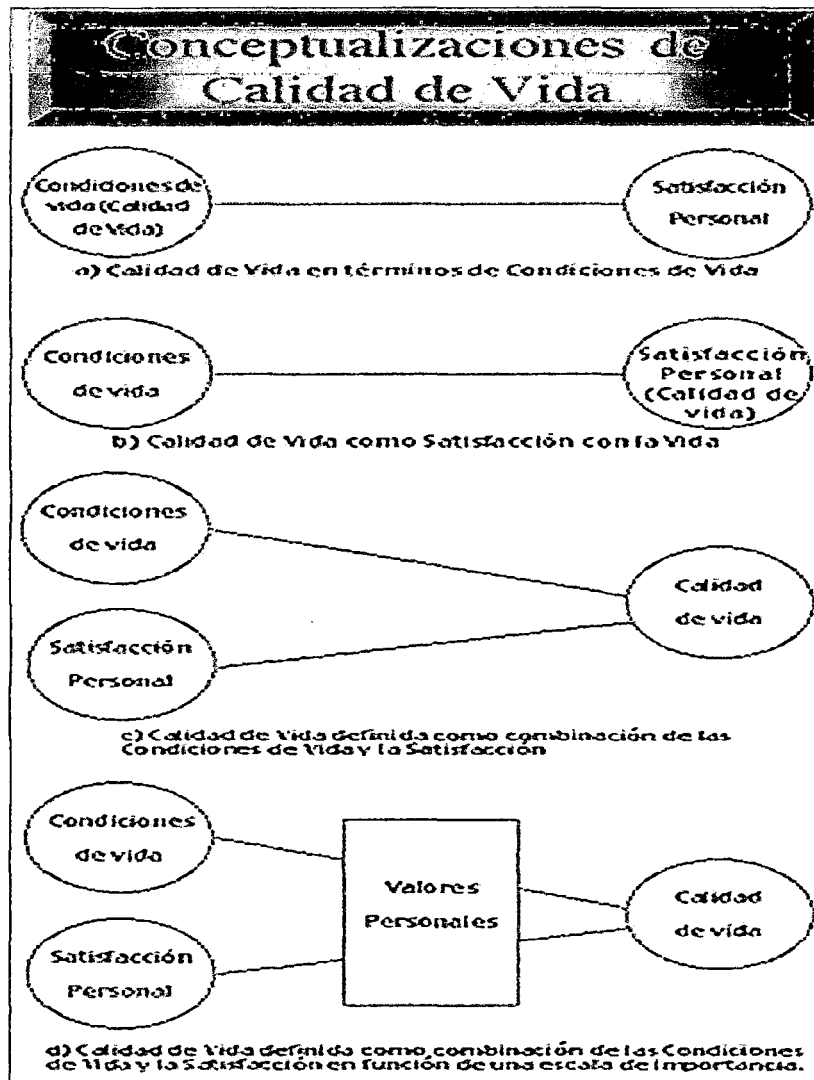 Conceptualizaciones de
Calidad de Vida
Condiciones de
vida (Calidad
de Vida)
Satisfacción
Personal
a) Calidad de Vida en términos de Condiciones de Vida
Condiciones
de vida
Satisfacción
Personal
(Calidad de
vida)
b) Calidad de Vida como Satisfacción con la Vida
Condiciones
de vida
Satisfacción
Personal
Calidad
de vida
c) Calidad de Vida definida como combinación de las
Condiciones de Vida y la Satisfacción
Condiciones
de vida
Satisfacción
Personal
Valores
Personales
Calidad
de vida
d) Calidad de Vida definida como combinación de las Condiciones
de Vida y la Satisfacción en función de una escala de importancia.